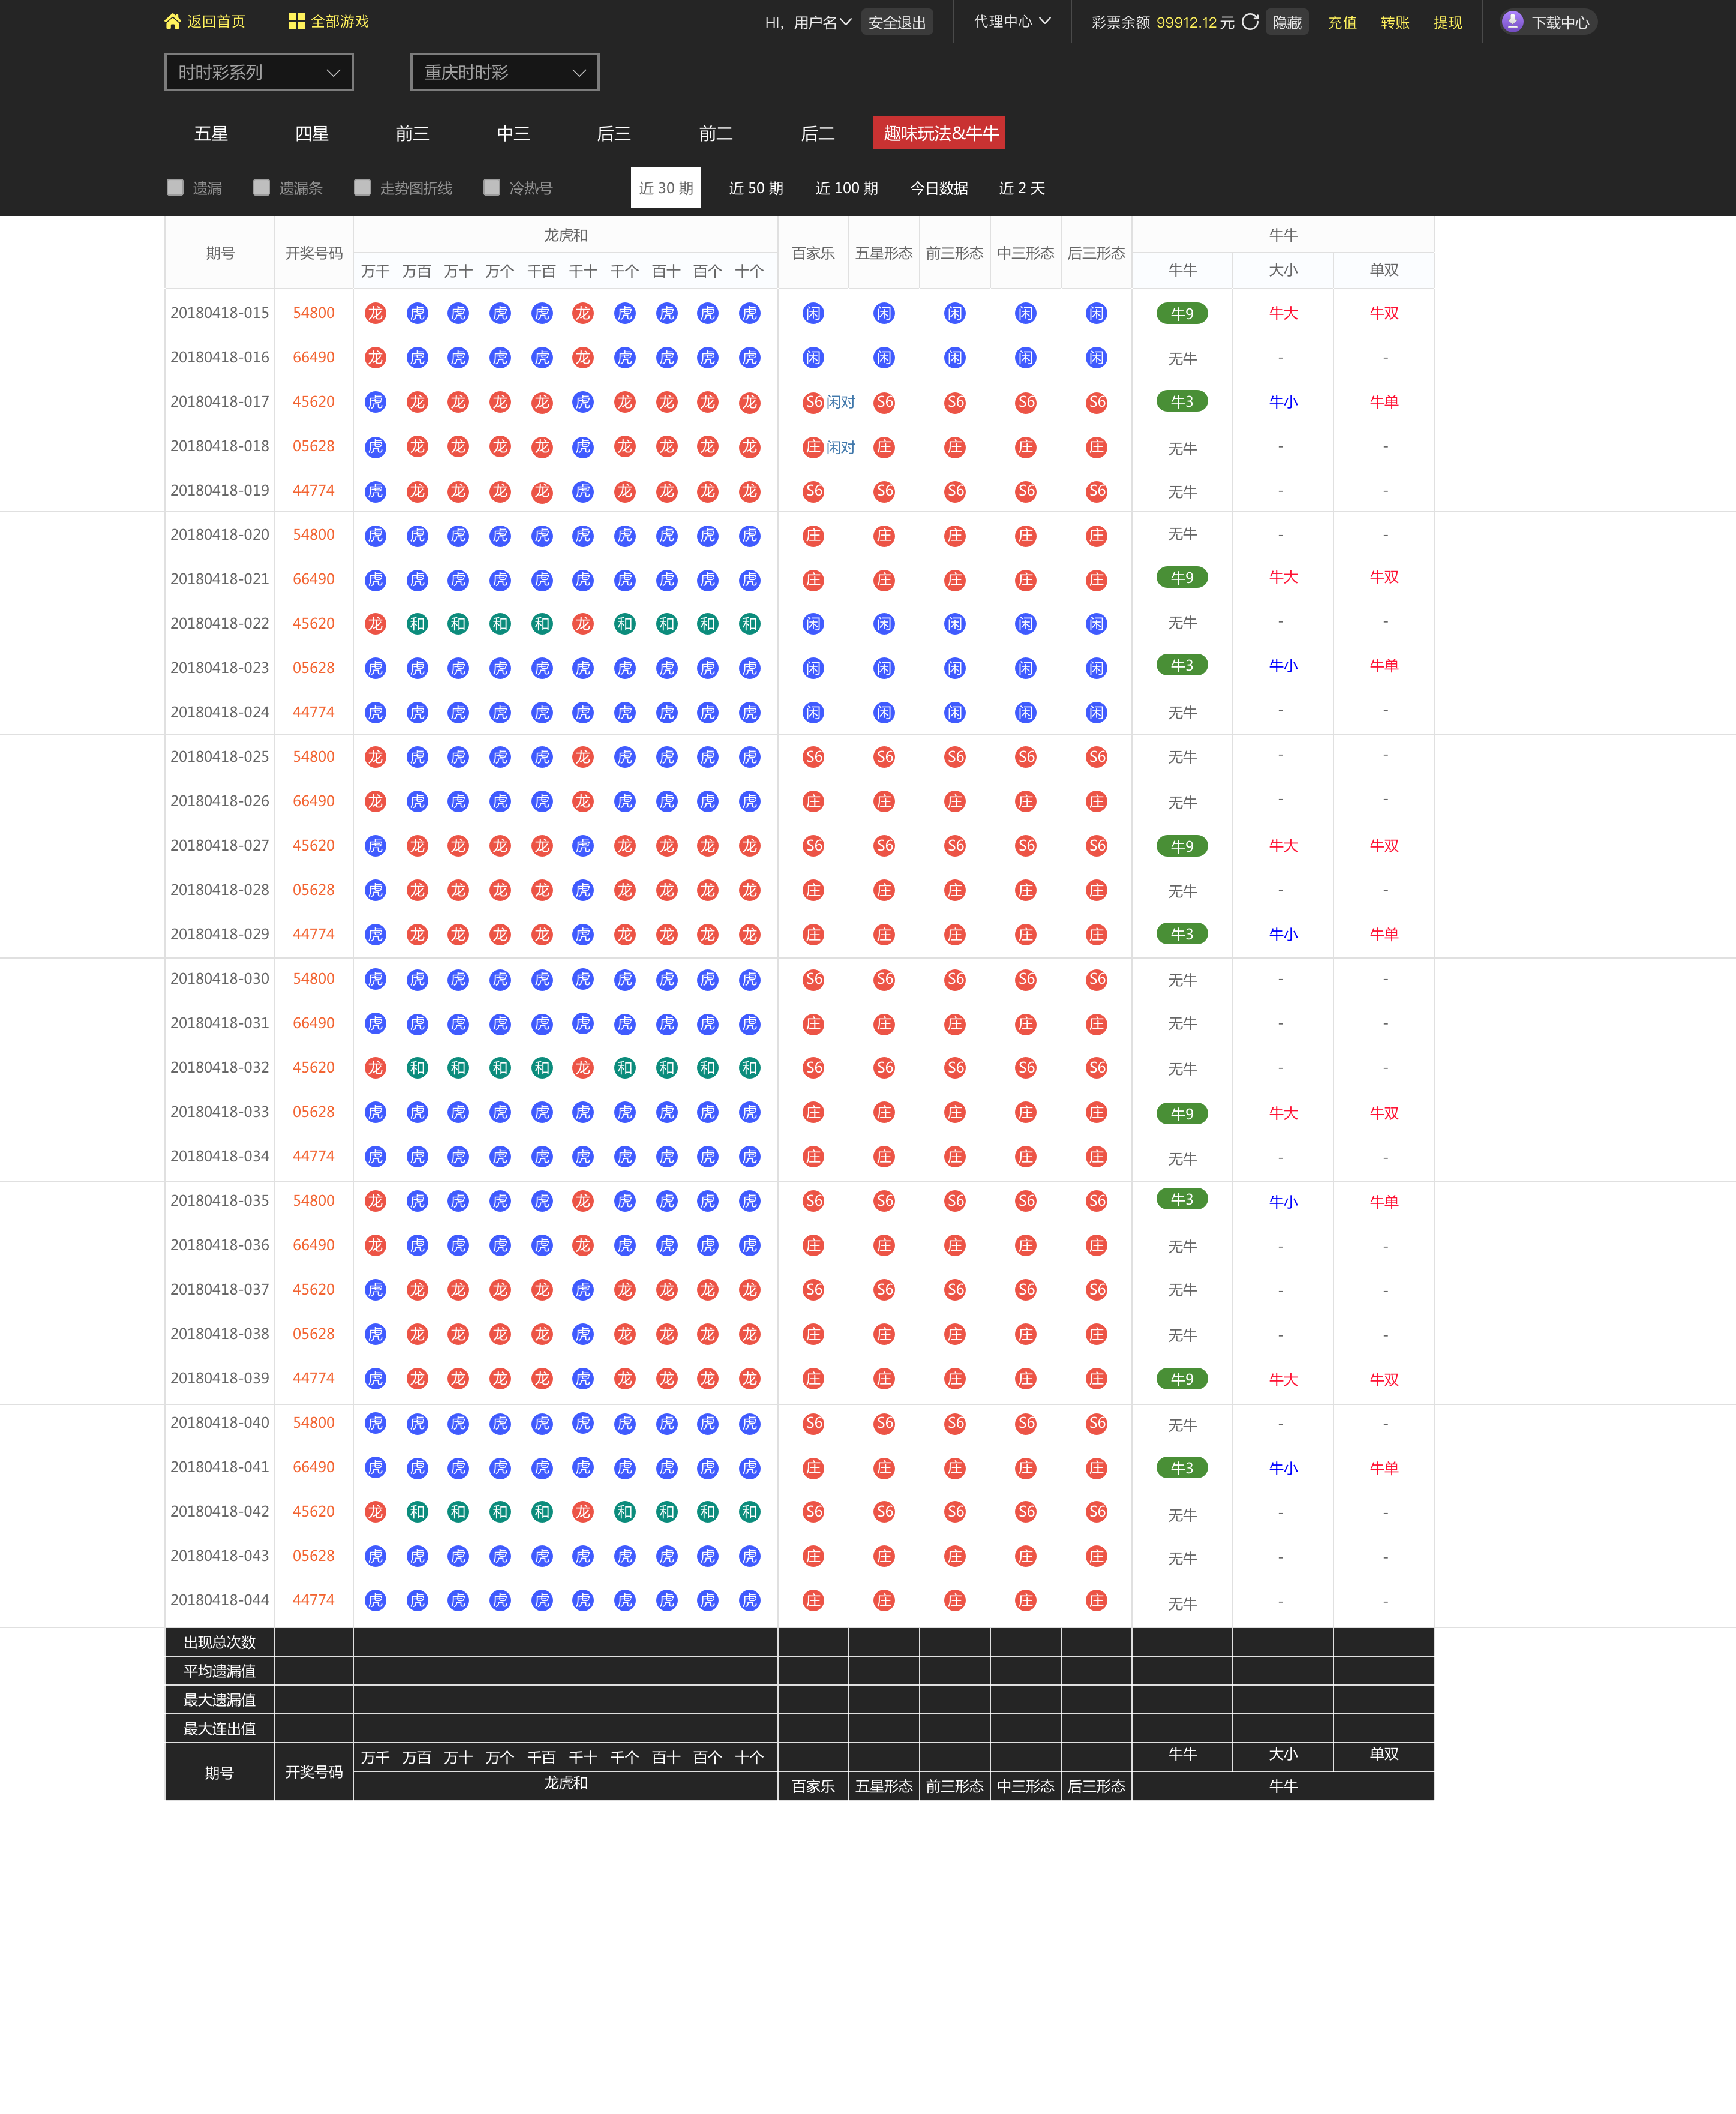 返回首页 全部游戏 HI，用户名 安全退出 代理中心 彩票余额 99912.12 元 隐藏 充值 转账 提现 下载中心
时时彩系列 重庆时时彩
五星 四星 前三 中三 后三 前二 后二 趣味玩法&牛牛
遗漏 遗漏条 走势图折线 冷热号 近 30 期 近 50 期 近 100 期 今日数据 近 2 天
期号 开奖号码 龙虎和 百家乐 五星形态 前三形态 中三形态 后三形态 牛牛
万千 万百 万十 万个 千百 千十 千个 百十 百个 十个 牛牛 大小 单双
20180418-015 54800 龙 虎 虎 虎 虎 龙 虎 虎 虎 虎 闲 闲 闲 闲 闲 牛9 牛大 牛双
20180418-016 66490 龙 虎 虎 虎 虎 龙 虎 虎 虎 虎 闲 闲 闲 闲 闲 无牛 - -
20180418-017 45620 虎 龙 龙 龙 龙 虎 龙 龙 龙 龙 S6 闲对 S6 S6 S6 S6 牛3 牛小 牛单
20180418-018 05628 虎 龙 龙 龙 龙 虎 龙 龙 龙 龙 庄 闲对 庄 庄 庄 庄 无牛 - -
20180418-019 44774 虎 龙 龙 龙 龙 虎 龙 龙 龙 龙 S6 S6 S6 S6 S6 无牛 - -
20180418-020 54800 虎 虎 虎 虎 虎 虎 虎 虎 虎 虎 庄 庄 庄 庄 庄 无牛 - -
20180418-021 66490 虎 虎 虎 虎 虎 虎 虎 虎 虎 虎 庄 庄 庄 庄 庄 牛9 牛大 牛双
20180418-022 45620 龙 和 和 和 和 龙 和 和 和 和 闲 闲 闲 闲 闲 无牛 - -
20180418-023 05628 虎 虎 虎 虎 虎 虎 虎 虎 虎 虎 闲 闲 闲 闲 闲 牛3 牛小 牛单
20180418-024 44774 虎 虎 虎 虎 虎 虎 虎 虎 虎 虎 闲 闲 闲 闲 闲 无牛 - -
20180418-025 54800 龙 虎 虎 虎 虎 龙 虎 虎 虎 虎 S6 S6 S6 S6 S6 无牛 - -
20180418-026 66490 龙 虎 虎 虎 虎 龙 虎 虎 虎 虎 庄 庄 庄 庄 庄 无牛 - -
20180418-027 45620 虎 龙 龙 龙 龙 虎 龙 龙 龙 龙 S6 S6 S6 S6 S6 牛9 牛大 牛双
20180418-028 05628 虎 龙 龙 龙 龙 虎 龙 龙 龙 龙 庄 庄 庄 庄 庄 无牛 - -
20180418-029 44774 虎 龙 龙 龙 龙 虎 龙 龙 龙 龙 庄 庄 庄 庄 庄 牛3 牛小 牛单
20180418-030 54800 虎 虎 虎 虎 虎 虎 虎 虎 虎 虎 S6 S6 S6 S6 S6 无牛 - -
20180418-031 66490 虎 虎 虎 虎 虎 虎 虎 虎 虎 虎 庄 庄 庄 庄 庄 无牛 - -
20180418-032 45620 龙 和 和 和 和 龙 和 和 和 和 S6 S6 S6 S6 S6 无牛 - -
20180418-033 05628 虎 虎 虎 虎 虎 虎 虎 虎 虎 虎 庄 庄 庄 庄 庄 牛9 牛大 牛双
20180418-034 44774 虎 虎 虎 虎 虎 虎 虎 虎 虎 虎 庄 庄 庄 庄 庄 无牛 - -
20180418-035 54800 龙 虎 虎 虎 虎 龙 虎 虎 虎 虎 S6 S6 S6 S6 S6 牛3 牛小 牛单
20180418-036 66490 龙 虎 虎 虎 虎 龙 虎 虎 虎 虎 庄 庄 庄 庄 庄 无牛 - -
20180418-037 45620 虎 龙 龙 龙 龙 虎 龙 龙 龙 龙 S6 S6 S6 S6 S6 无牛 - -
20180418-038 05628 虎 龙 龙 龙 龙 虎 龙 龙 龙 龙 庄 庄 庄 庄 庄 无牛 - -
20180418-039 44774 虎 龙 龙 龙 龙 虎 龙 龙 龙 龙 庄 庄 庄 庄 庄 牛9 牛大 牛双
20180418-040 54800 虎 虎 虎 虎 虎 虎 虎 虎 虎 虎 S6 S6 S6 S6 S6 无牛 - -
20180418-041 66490 虎 虎 虎 虎 虎 虎 虎 虎 虎 虎 庄 庄 庄 庄 庄 牛3 牛小 牛单
20180418-042 45620 龙 和 和 和 和 龙 和 和 和 和 S6 S6 S6 S6 S6 无牛 - -
20180418-043 05628 虎 虎 虎 虎 虎 虎 虎 虎 虎 虎 庄 庄 庄 庄 庄 无牛 - -
20180418-044 44774 虎 虎 虎 虎 虎 虎 虎 虎 虎 虎 庄 庄 庄 庄 庄 无牛 - -
出现总次数
平均遗漏值
最大遗漏值
最大连出值
期号 开奖号码 万千 万百 万十 万个 千百 千十 千个 百十 百个 十个 牛牛 大小 单双
龙虎和 百家乐 五星形态 前三形态 中三形态 后三形态 牛牛